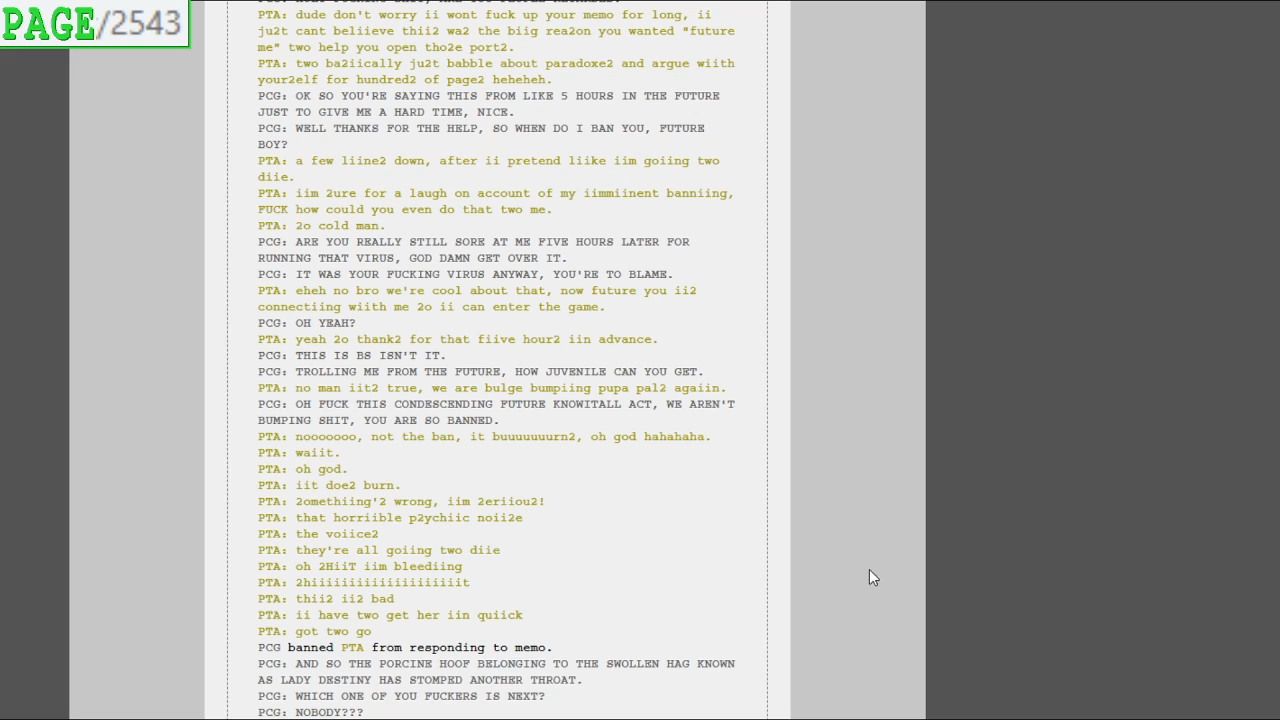 PAGE/2543
PTA: dude don't worry ii wont fuck up your memo for long, ii
ju2t cant beliieve thii2 wa2 the biig rea2on you wanted "future
me" two help you open tho2e port2.
PTA: two ba2iically ju2t babble about paradoxe2 and argue wiith
your2elf for hundred2 of page2 heheheh.
PCG: OK SO YOU'RE SAYING THIS FROM LIKE 5 HOURS IN THE FUTURE
JUST TO GIVE ME A HARD TIME, NICE.
PCG: WELL THANKS FOR THE HELP, SO WHEN DO I BAN YOU, FUTURE
BOY?
PTA: a few liine2 down, after ii pretend liike iim goiing two
diie.
PTA: iim 2ure for a laugh on account of my iimmiinent banniing,
FUCK how could you even do that two me.
PTA: 2o cold man.
PCG: ARE YOU REALLY STILL SORE AT ME FIVE HOURS LATER FOR
RUNNING THAT VIRUS, GOD DAMN GET OVER IT.
PCG: IT WAS YOUR FUCKING VIRUS ANYWAY, YOU'RE TO BLAME.
PTA: eheh no bro we're cool about that, now future you ii2
connectiing wiith me 2o ii can enter the game.
PCG: OH YEAH?
PTA: yeah 2o thank2 for that fiive hour2 iin advance.
PCG: THIS IS BS ISN'T IT.
PCG: TROLLING ME FROM THE FUTURE, HOW JUVENILE CAN YOU GET.
PTA: no man iit2 true, we are bulge bumpiing pupa pal2 agaiin.
PCG: OH FUCK THIS CONDESCENDING FUTURE KNOWITALL ACT, WE AREN'T
BUMPING SHIT, YOU ARE SO BANNED.
PTA: nooooooo, not the ban, it buuuuuuurn2, oh god hahahaha.
PTA: waiit.
PTA: oh god.
PTA: iit doe2 burn.
PTA: 2omethiing'2 wrong, iim 2eriiou2!
PTA: that horriible p2ychiic noii2e
PTA: the voiice2
PTA: they're all goiing two diie
PTA: oh 2HiiT iim bleediing
PTA: 2hiiiiiiiiiiiiiiiiiiiit
PTA: thii2 ii2 bad
PTA: ii have two get her iin quiick
PTA: got two go
PCG banned PTA from responding to memo.
PCG: AND SO THE PORCINE HOOF BELONGING TO THE SWOLLEN HAG KNOWN
AS LADY DESTINY HAS STOMPED ANOTHER THROAT.
PCG: WHICH ONE OF YOU FUCKERS IS NEXT?
PCG: NOBODY???